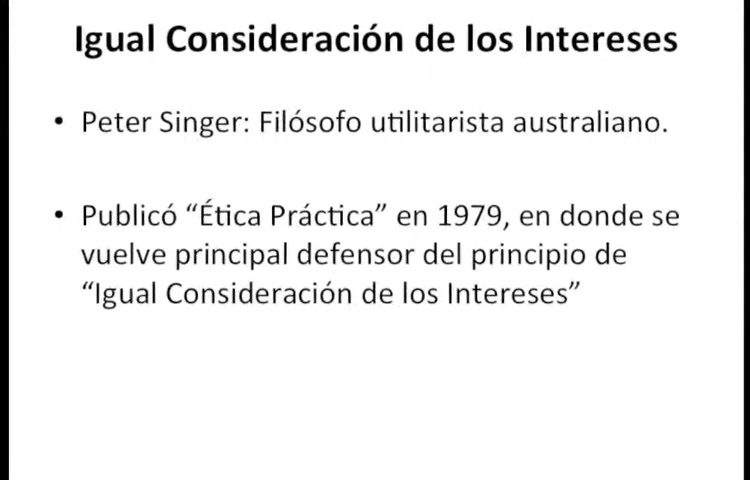 Igual Consideración de los Intereses
• Peter Singer: Filósofo utilitarista australiano.
• Publicó “Ética Práctica” en 1979, en donde se
vuelve principal defensor del principio de
“Igual Consideración de los Intereses”